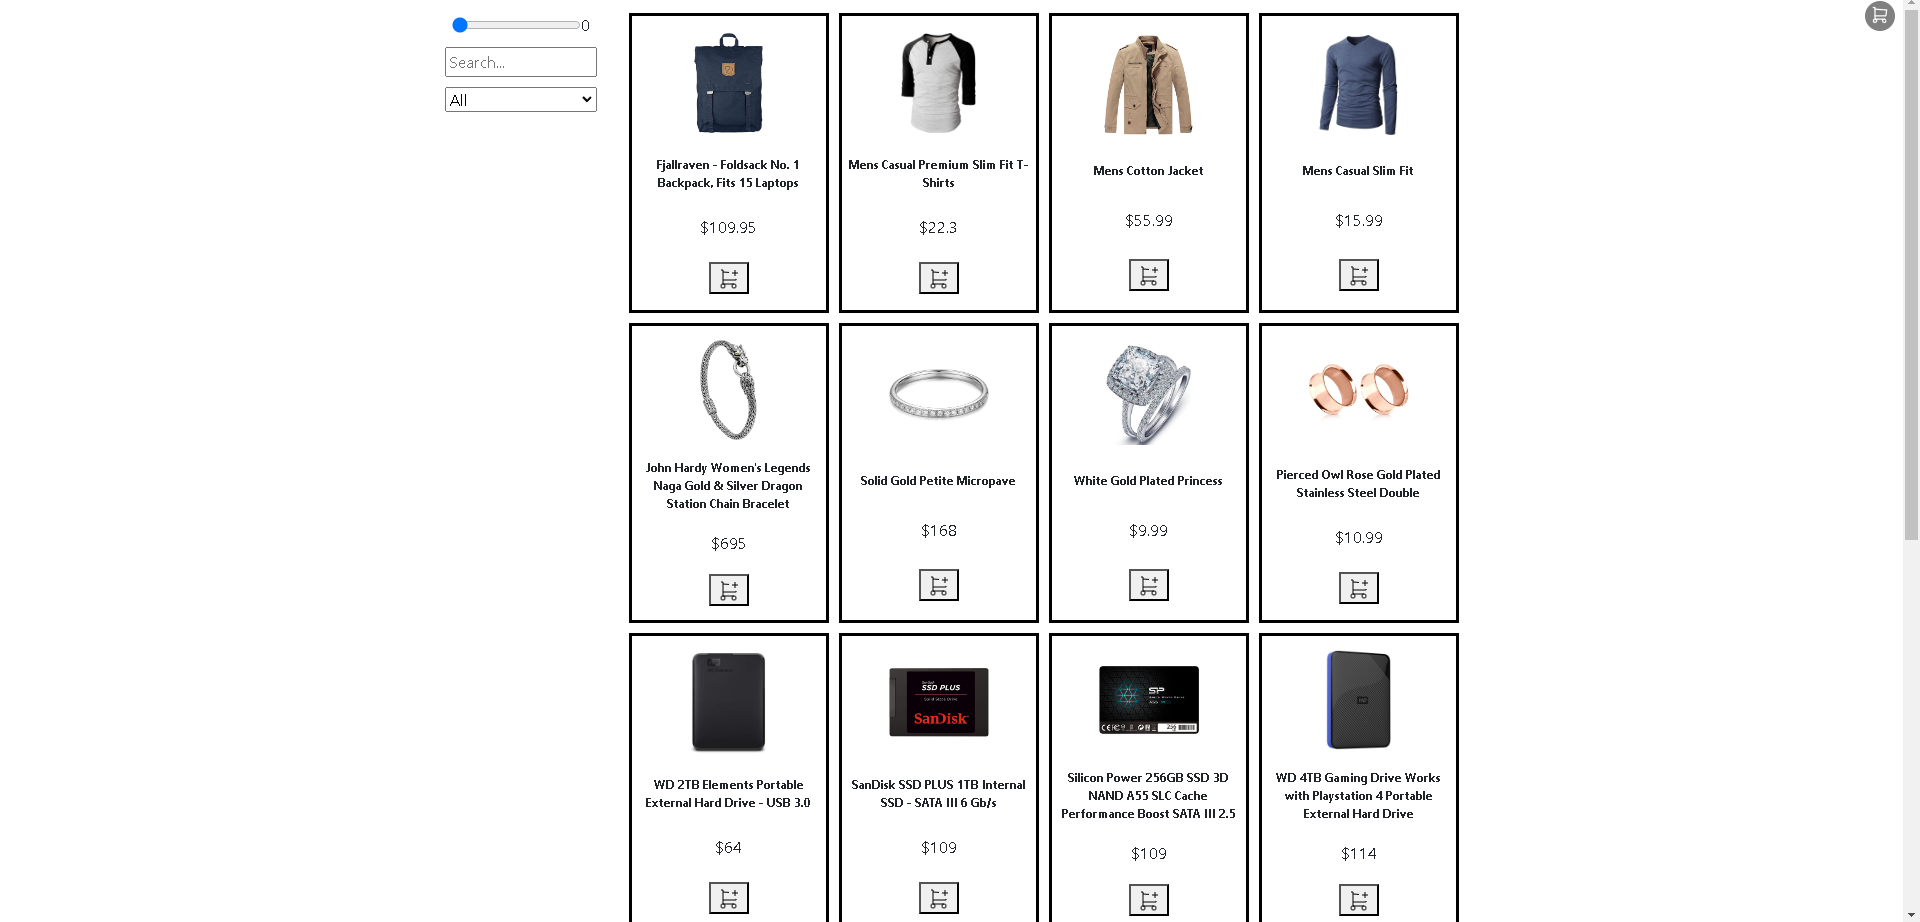 0
Search...
All
Fjallraven - Foldsack No. 1
Backpack, Fits 15 Laptops
$109.95
Mens Casual Premium Slim Fit T-
Shirts
$22.3
Mens Cotton Jacket
$55.99
Mens Casual Slim Fit
$15.99
John Hardy Women's Legends
Naga Gold & Silver Dragon
Station Chain Bracelet
$695
Solid Gold Petite Micropave
$168
White Gold Plated Princess
$9.99
Pierced Owl Rose Gold Plated
Stainless Steel Double
$10.99
WD 2TB Elements Portable
External Hard Drive - USB 3.0
$64
SSD PLUS
SanDisk
SanDisk SSD PLUS 1TB Internal
SSD - SATA III 6 Gb/s
$109
SP
Silicon Power 256GB SSD 3D
NAND A55 SLC Cache
Performance Boost SATA III 2.5
$109
WD
WD 4TB Gaming Drive Works
with Playstation 4 Portable
External Hard Drive
$114